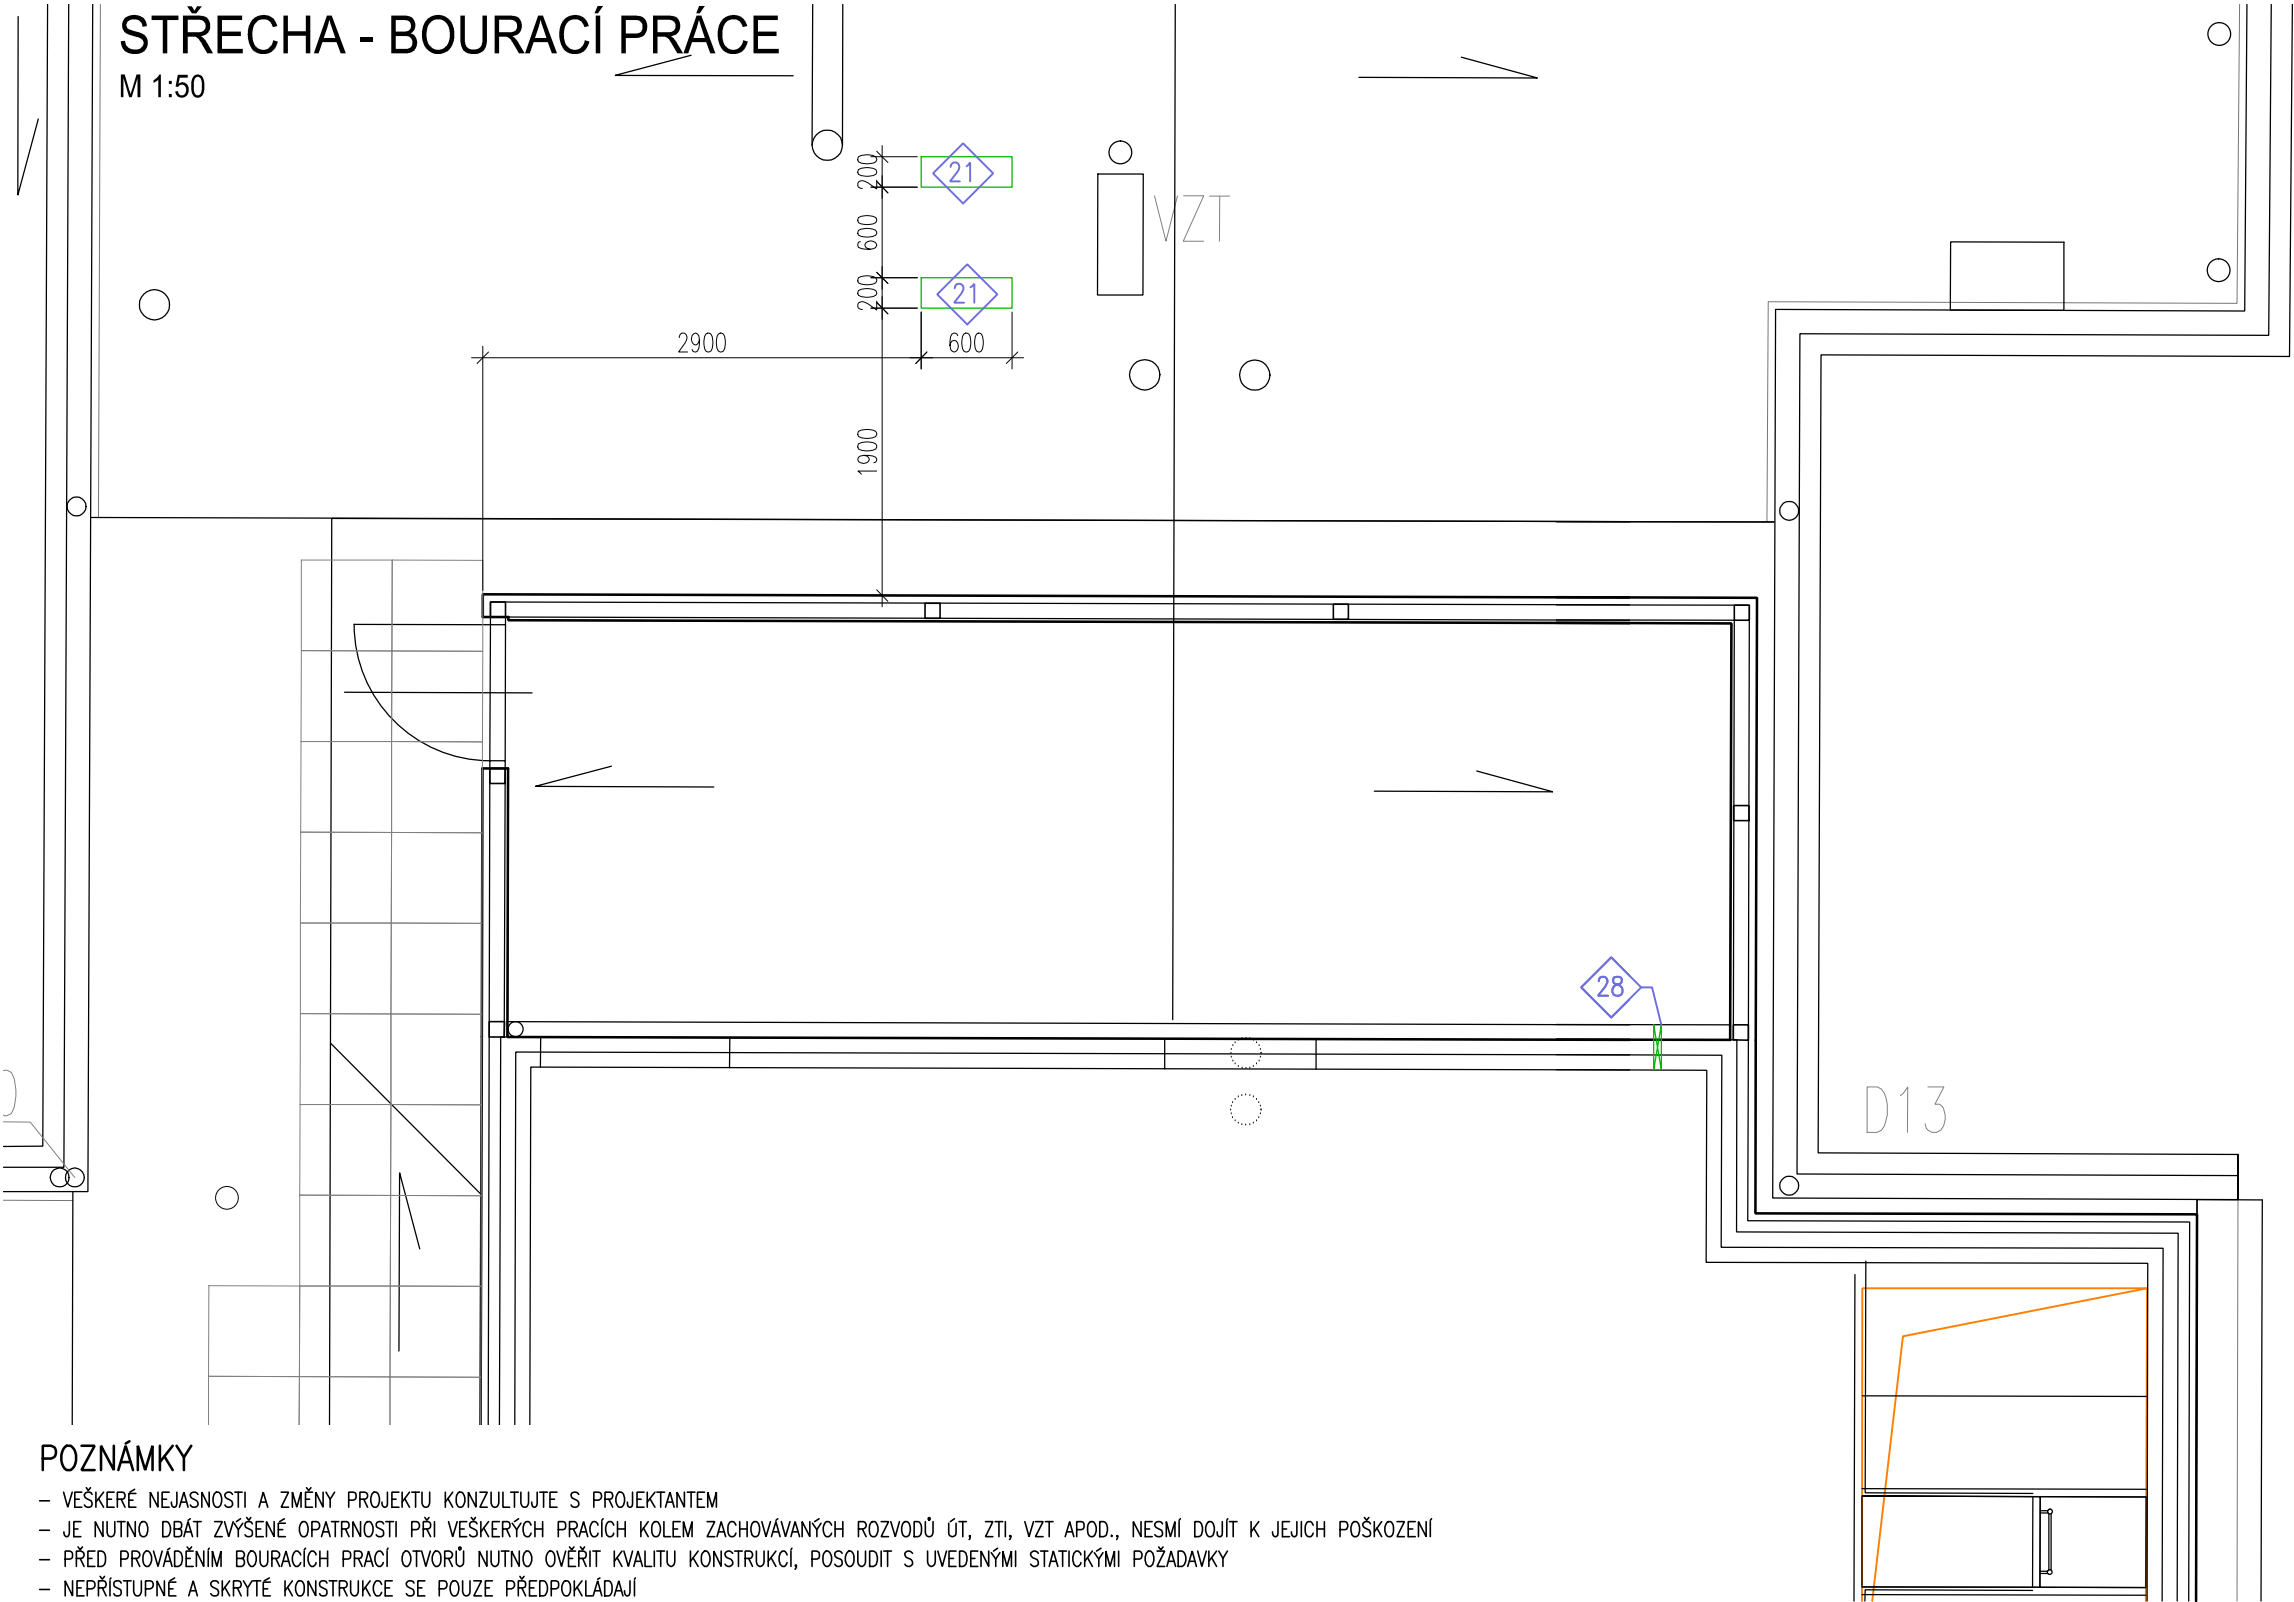 STŘECHA - BOURACÍ PRÁCE
M 1:50
200
21
600
VZT
200
21
2900
600
1900
28
D13
POZNÁMKY
– VEŠKERÉ NEJASNOSTI A ZMĚNY PROJEKTU KONZULTUJTE S PROJEKTANTEM
– JE NUTNO DBÁT ZVÝŠENÉ OPATRNOSTI PŘI VEŠKERÝCH PRACÍCH KOLEM ZACHOVÁVANÝCH ROZVODŮ ÚT, ZTI, VZT APOD., NESMÍ DOJÍT K JEJICH POŠKOZENÍ
– PŘED PROVÁDĚNÍM BOURACÍCH PRACÍ OTVORŮ NUTNO OVĚŘIT KVALITU KONSTRUKCÍ, POSOUDIT S UVEDENÝMI STATICKÝMI POŽADAVKY
– NEPŘÍSTUPNÉ A SKRYTÉ KONSTRUKCE SE POUZE PŘEDPOKLÁDAJÍ